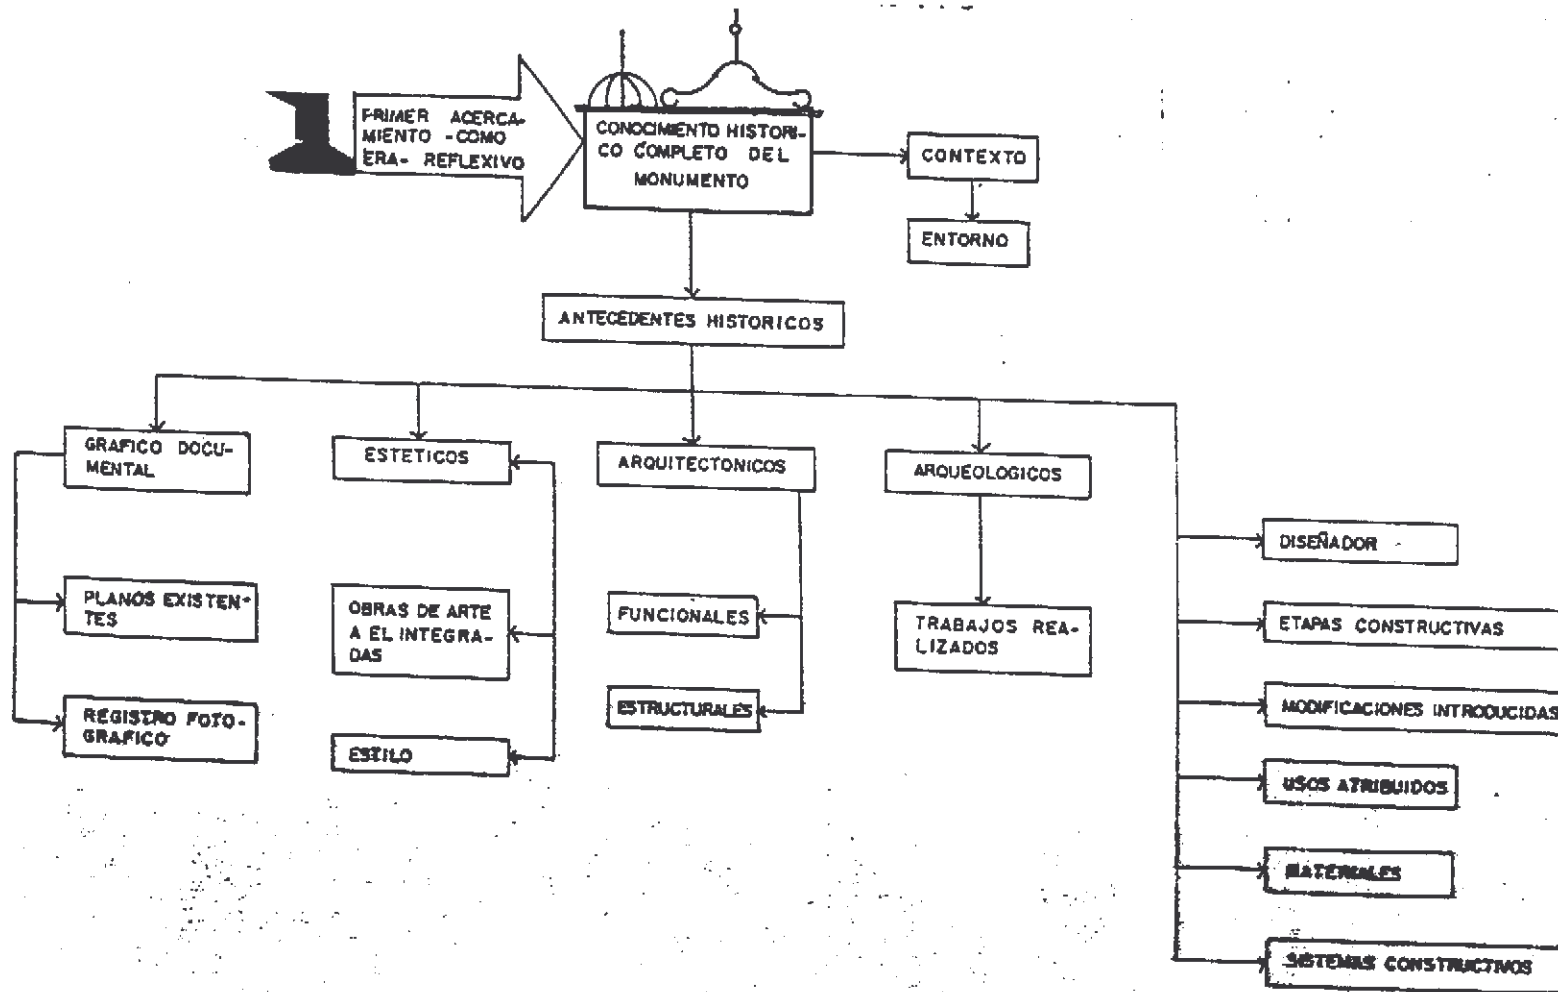 PRIMER ACERCA-
MIENTO - COMO
ERA- REFLEXIVO
CONOCIMIENTO HISTORI-
CO COMPLETO DEL
MONUMENTO
CONTEXTO
ENTORNO
ANTECEDENTES HISTORICOS
GRAFICO DOCU-
MENTAL
PLANOS EXISTEN-
TES
REGISTRO FOTO-
GRAFICO
ESTETICOS
OBRAS DE ARTE
A EL INTEGRA-
DAS
ESTILO
ARQUITECTONICOS
FUNCIONALES
ESTRUCTURALES
ARQUEOLOGICOS
TRABAJOS REA-
LIZADOS
DISEÑADOR
ETAPAS CONSTRUCTIVAS
MODIFICACIONES INTRODUCIDAS
USOS ATRIBUIDOS
MATERIALES
SISTEMAS CONSTRUCTIVOS